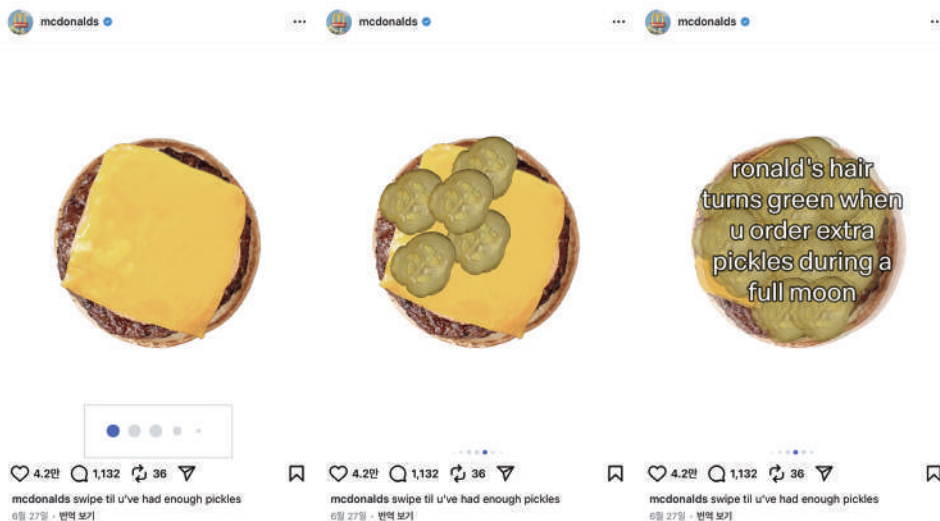 mcdonalds
mcdonalds
mcdonalds
ronald's hair
turns green when
u order extra
pickles during a
full moon
4.2만 1,132 36
4.2만 1,132 36
4.2만 1,132 36
mcdonalds swipe til u've had enough pickles
mcdonalds swipe til u've had enough pickles
mcdonalds swipe til u've had enough pickles
6월 27일 · 번역 보기
6월 27일 · 번역 보기
6월 27일 · 번역 보기